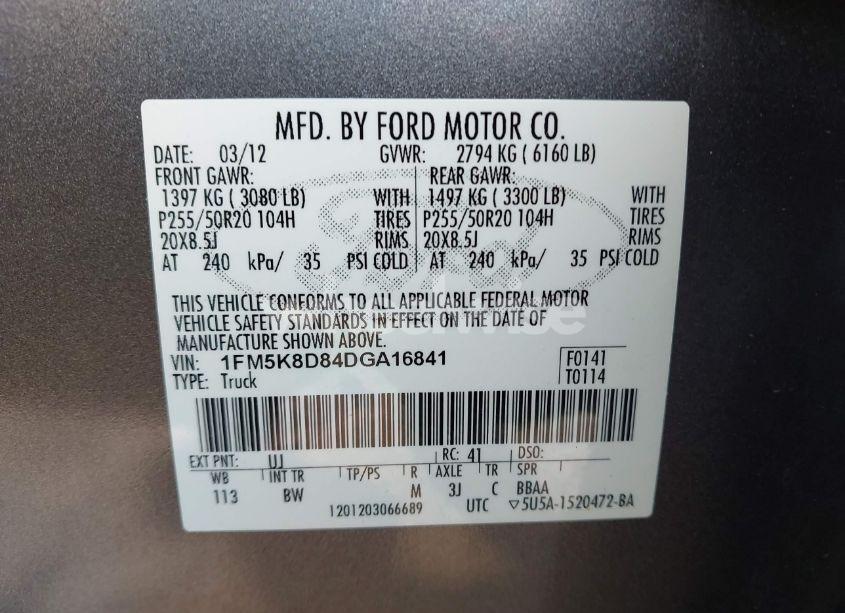 MFD. BY FORD MOTOR CO.
DATE: 03/12 GVWR: 2794 KG ( 6160 LB)
FRONT GAWR: REAR GAWR:
1397 KG ( 3080 LB) WITH 1497 KG ( 3300 LB) WITH
P255/50R20 104H TIRES P255/50R20 104H TIRES
20X8.5J RIMS 20X8.5J RIMS
AT 240 kPa/ 35 PSI COLD AT 240 kPa/ 35 PSI COLD
THIS VEHICLE CONFORMS TO ALL APPLICABLE FEDERAL MOTOR
VEHICLE SAFETY STANDARDS IN EFFECT ON THE DATE OF
MANUFACTURE SHOWN ABOVE.
VIN: 1FM5K8D84DGA16841 F0141
TYPE: Truck T0114
EXT PNT: UJ RC: 41 DSO:
WB INT TR TP/PS R AXLE TR SPR
113 BW M 3J C BBAA
1201203066689 UTC ▽5U5A-1520472-BA